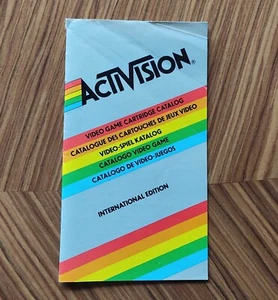 ACTIVISION®
VIDEO GAME CARTRIDGE CATALOG
CATALOGUE DES CARTOUCHES DE JEUX VIDEO
VIDEO-SPIEL KATALOG
CATALOGO VIDEO GAME
CATALOGO DE VIDEO-JUEGOS
INTERNATIONAL EDITION